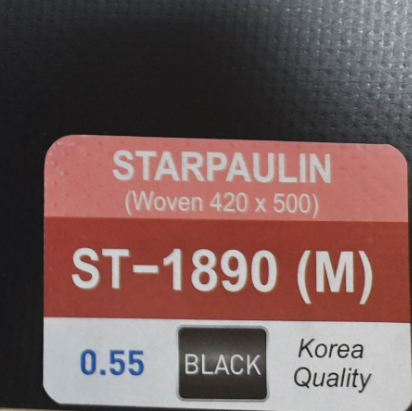 STARPAULIN
(Woven 420 x 500)
ST-1890 (M)
0.55
BLACK
Korea
Quality